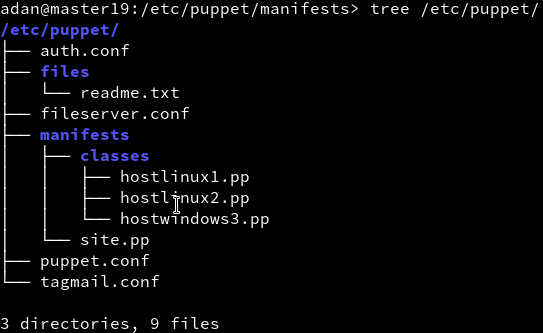 adan@master19:/etc/puppet/manifests> tree /etc/puppet/
/etc/puppet/
├── auth.conf
├── files
│   └── readme.txt
├── fileserver.conf
├── manifests
│   ├── classes
│   │   ├── hostlinux1.pp
│   │   ├── hostlinux2.pp
│   │   └── hostwindows3.pp
│   └── site.pp
├── puppet.conf
└── tagmail.conf

3 directories, 9 files